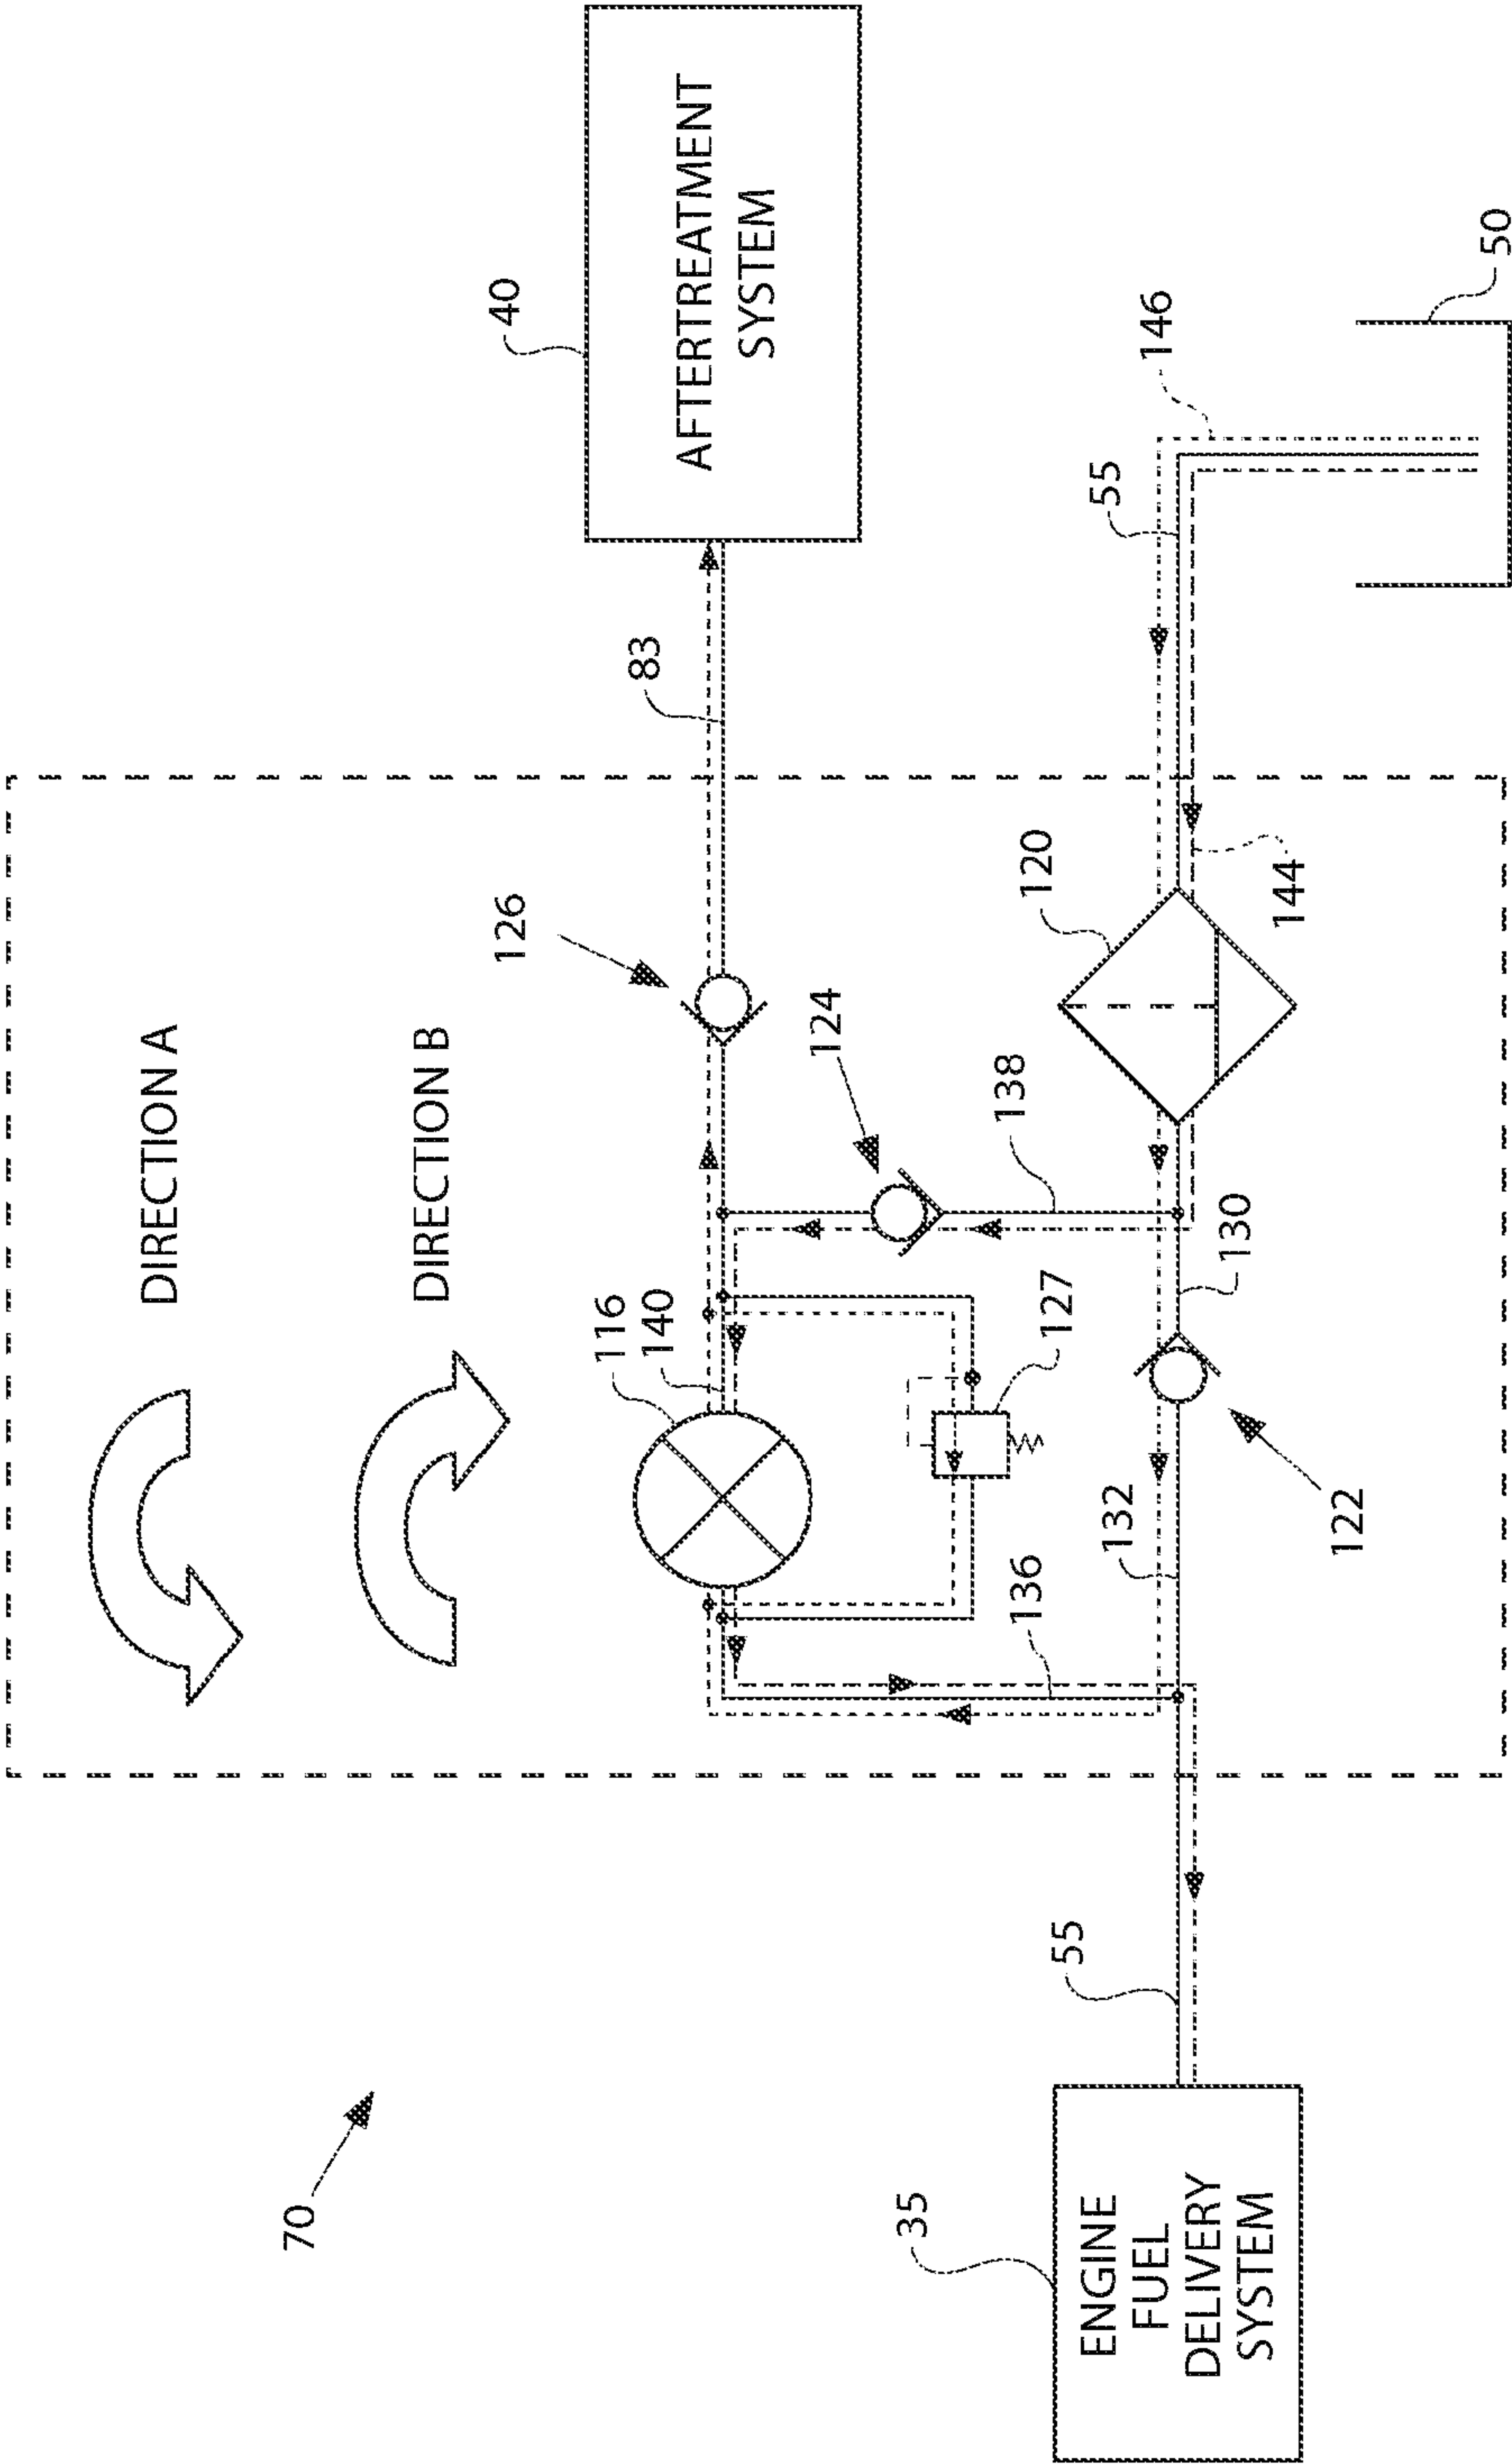 DIRECTION A
DIRECTION B
70
116
140
126
83
40
AFTERTREATMENT
SYSTEM
124
138
127
136
120
55
146
132
130
144
122
50
55
35
ENGINE
FUEL
DELIVERY
SYSTEM